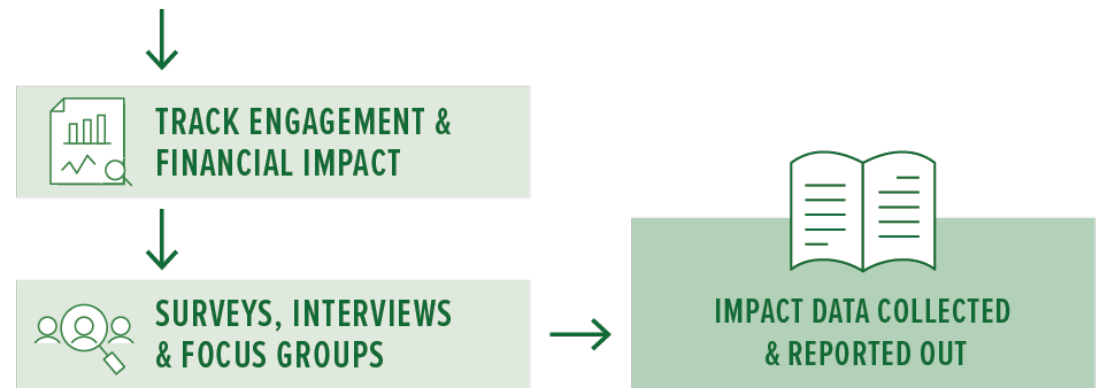 TRACK ENGAGEMENT &
FINANCIAL IMPACT
SURVEYS, INTERVIEWS
& FOCUS GROUPS
IMPACT DATA COLLECTED
& REPORTED OUT